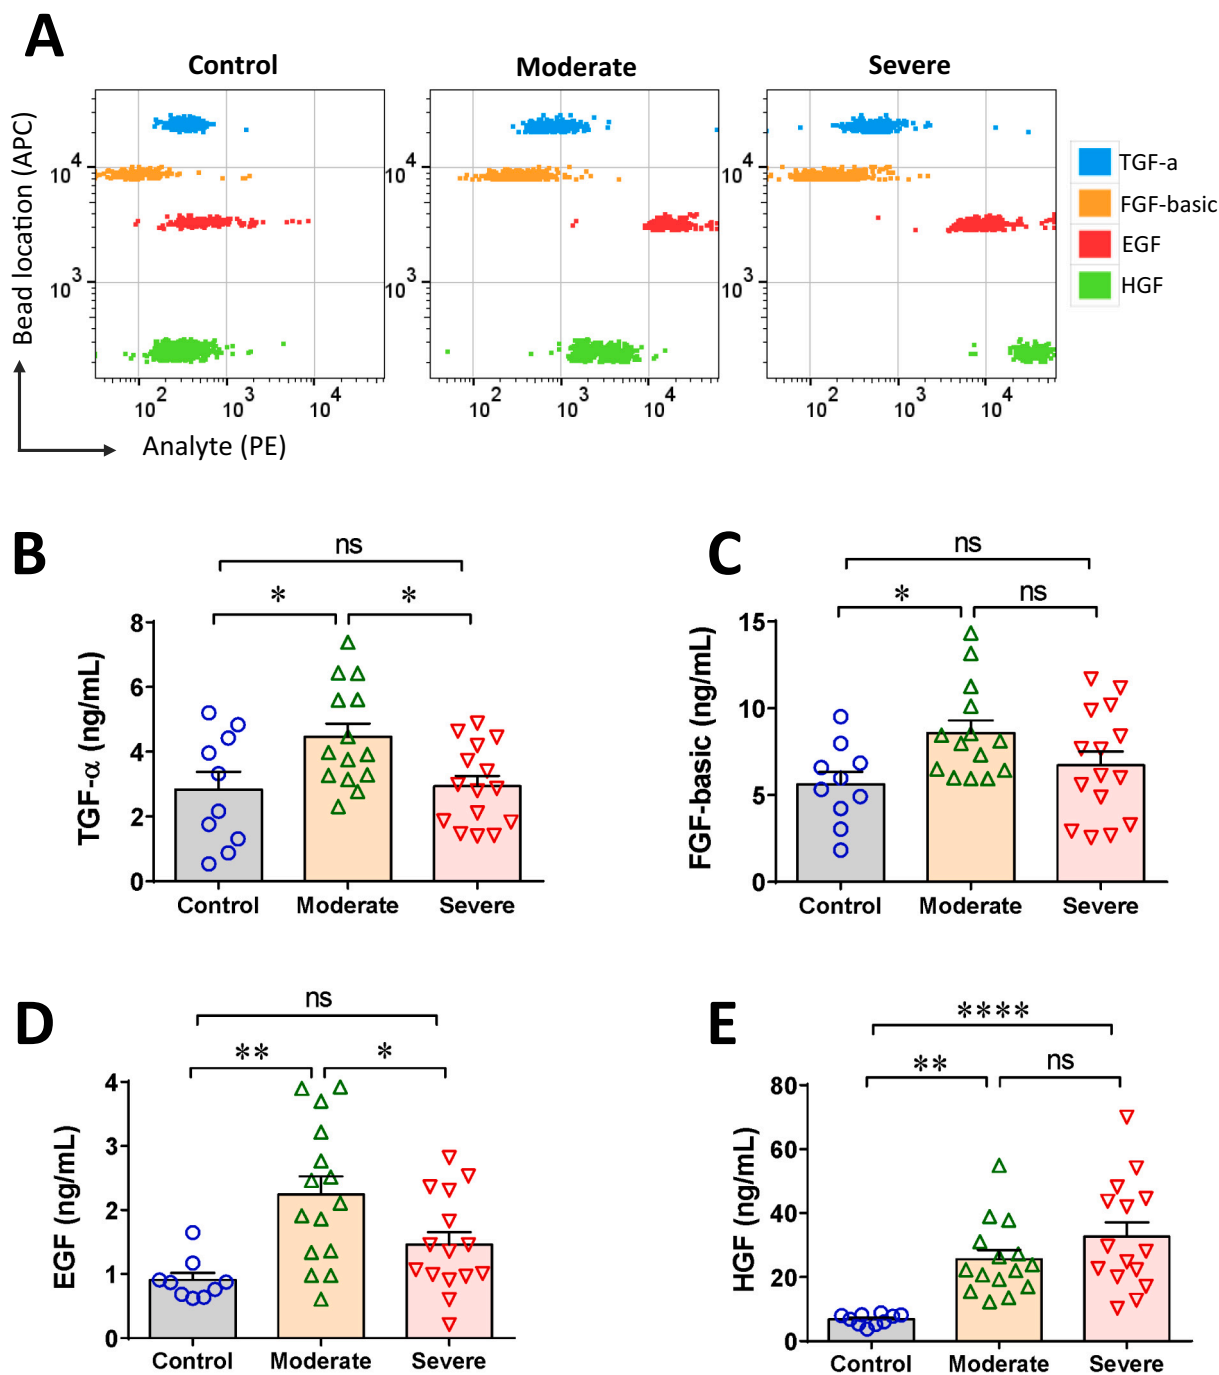 A
Control
Moderate
Severe
Bead location (APC)
10^4
10^3
10^2 10^3 10^4
10^4
10^3
10^2 10^3 10^4
10^4
10^3
10^2 10^3 10^4
Analyte (PE)
TGF-a
FGF-basic
EGF
HGF
B
ns
* *
TGF-α (ng/mL)
8
6
4
2
0
Control Moderate Severe
C
ns
* ns
FGF-basic (ng/mL)
15
10
5
0
Control Moderate Severe
D
ns
** *
EGF (ng/mL)
4
3
2
1
0
Control Moderate Severe
E
****
** ns
HGF (ng/mL)
80
60
40
20
0
Control Moderate Severe